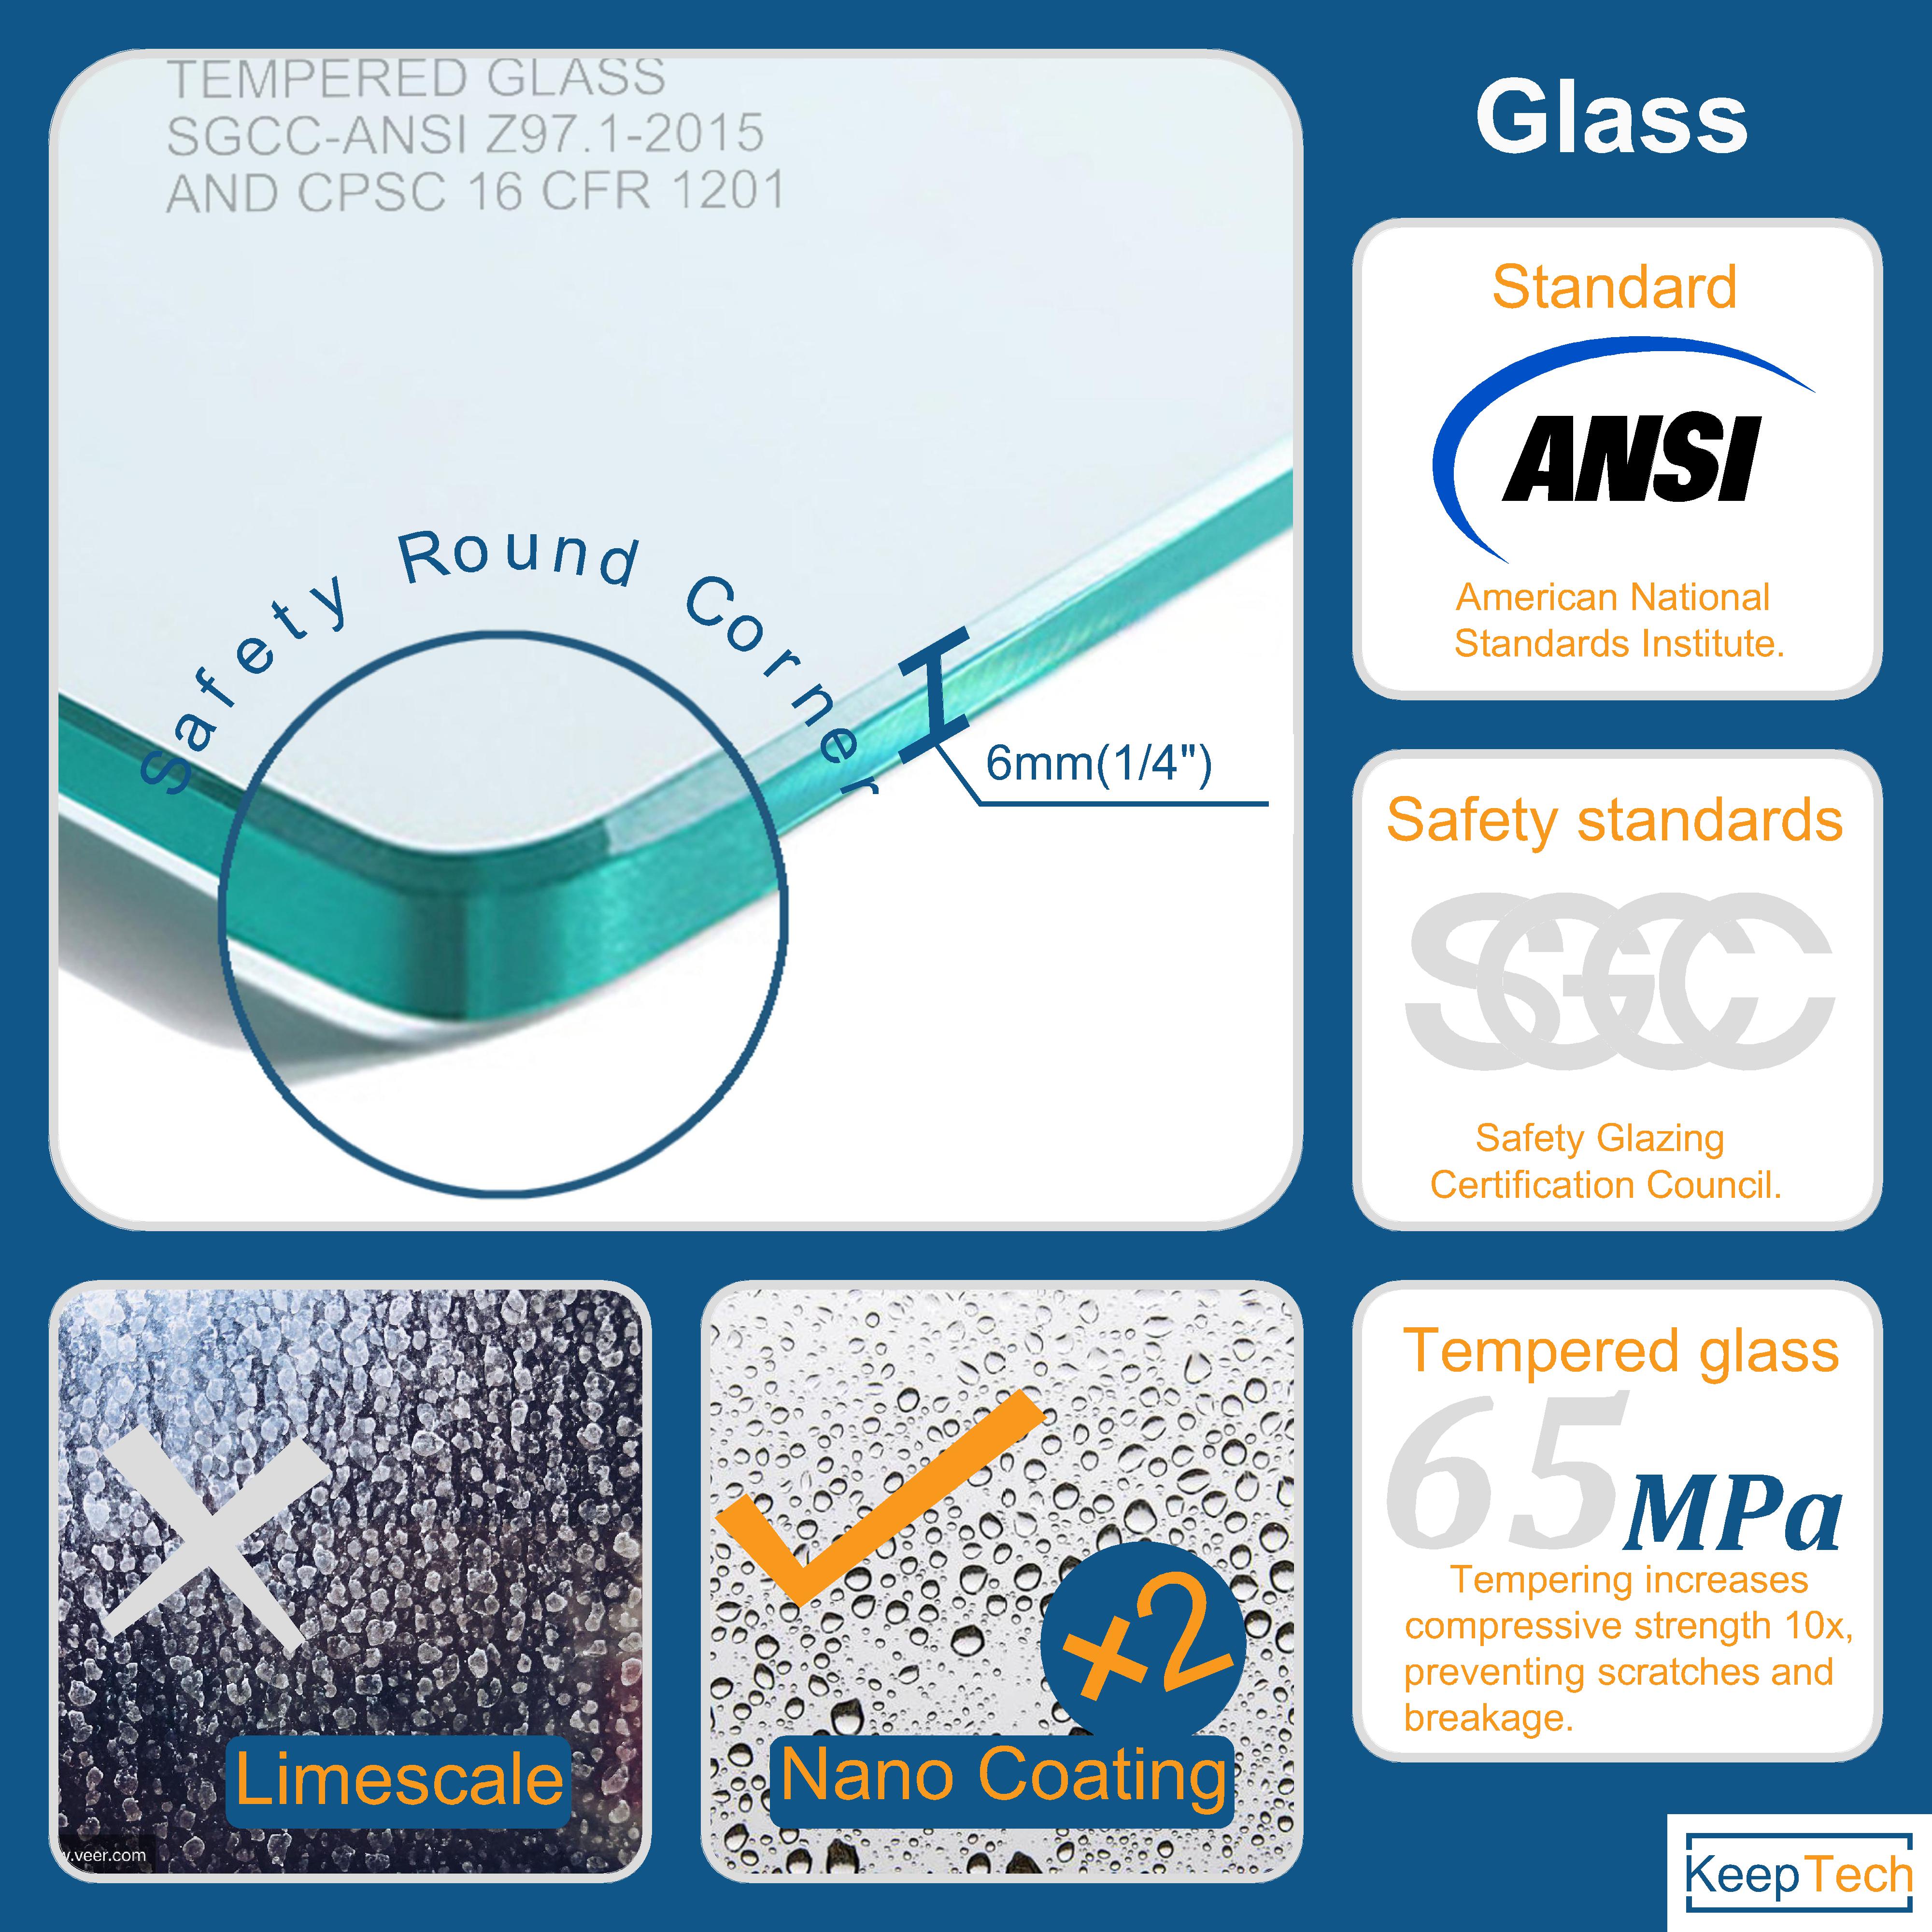 TEMPERED GLASS
SGCC-ANSI Z97.1-2015
AND CPSC 16 CFR 1201
Safety Round Corner
6mm(1/4")
Glass
Standard
ANSI
American National
Standards Institute.
Safety standards
SGCC
Safety Glazing
Certification Council.
Limescale
.veer.com
Nano Coating
×2
Tempered glass
65 MPa
Tempering increases
compressive strength 10x,
preventing scratches and
breakage.
KeepTech